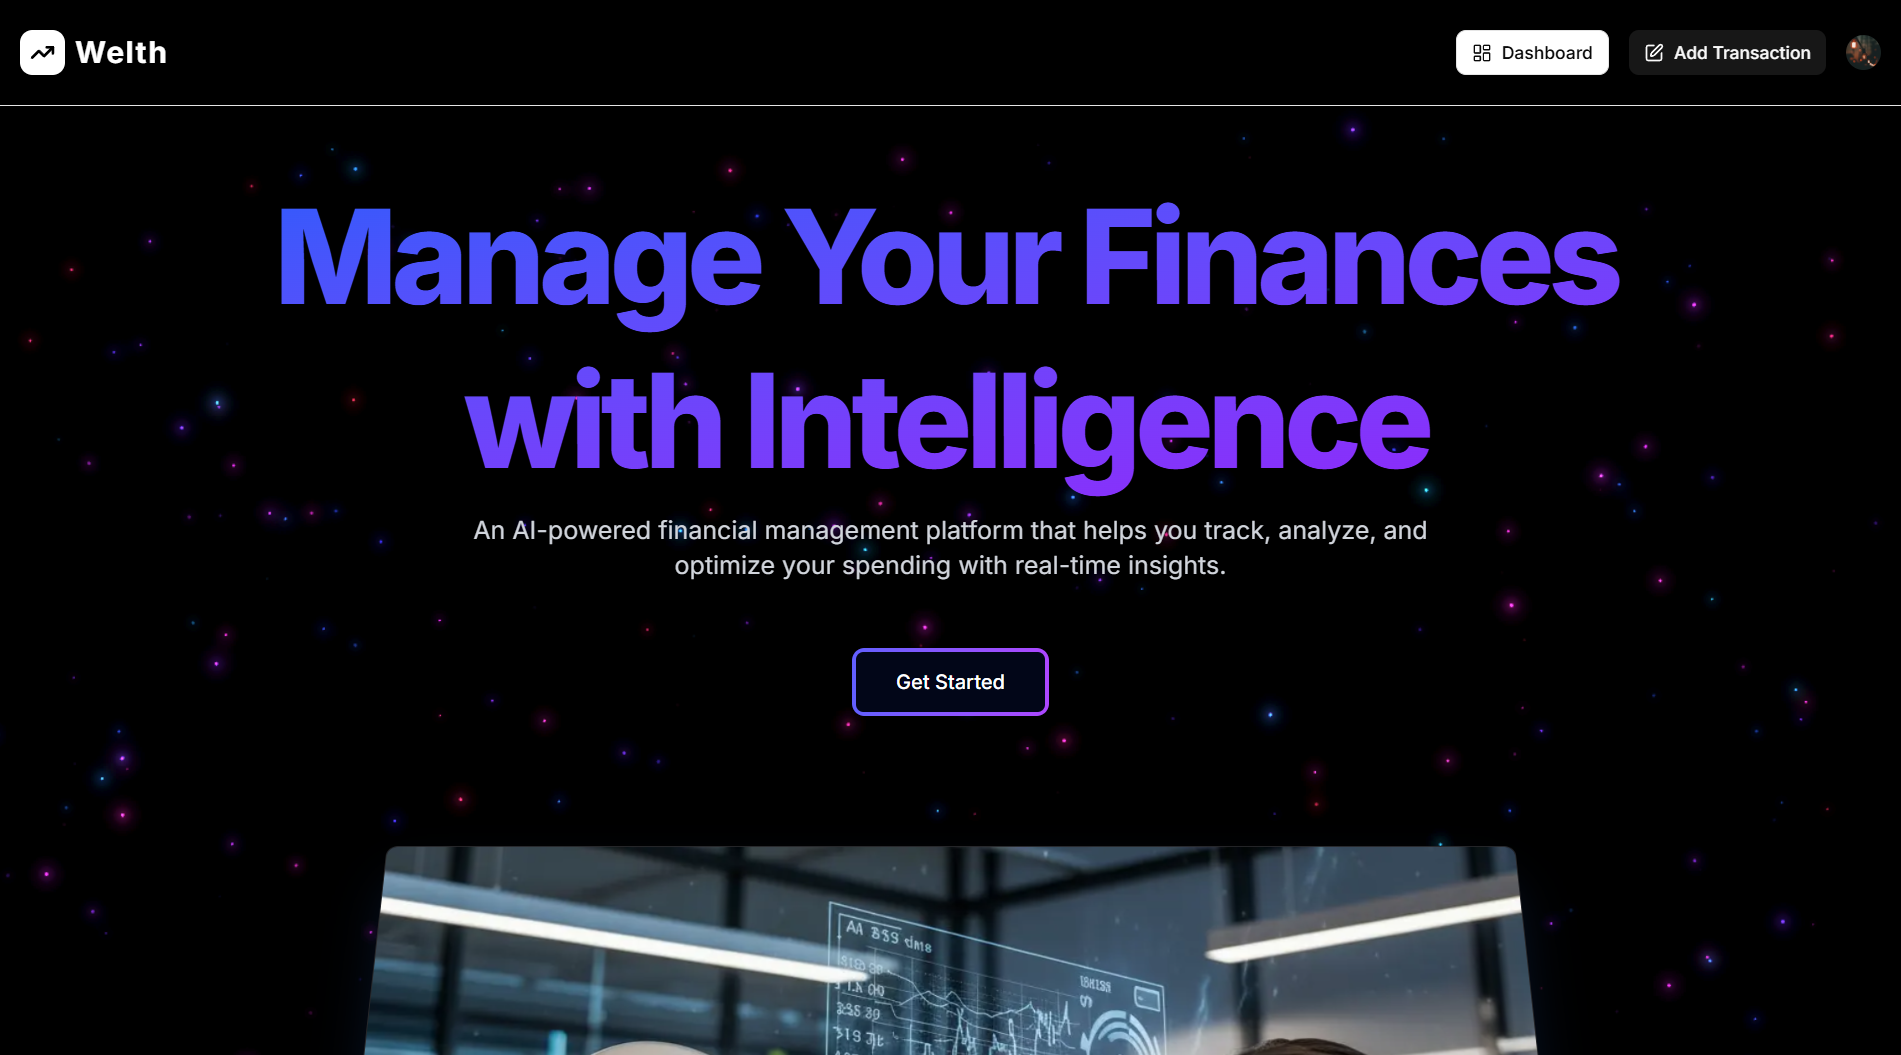 Welth
Dashboard
Add Transaction
Manage Your Finances
with Intelligence
An AI-powered financial management platform that helps you track, analyze, and
optimize your spending with real-time insights.
Get Started